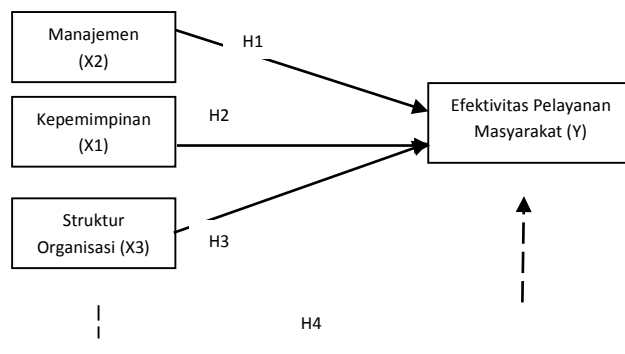 Manajemen
(X2)
H1
Efektivitas Pelayanan
Masyarakat (Y)
Kepemimpinan
(X1)
H2
Struktur
Organisasi (X3)
H3
H4